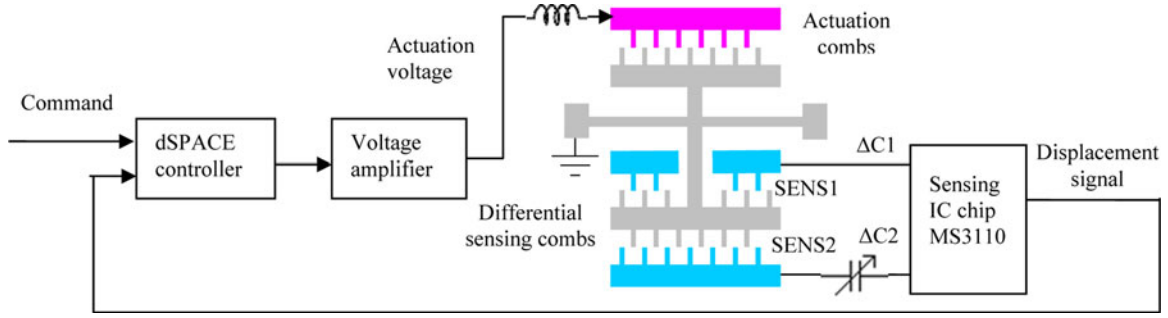 Actuation
voltage
Actuation
combs
Command
dSPACE
controller
Voltage
amplifier
ΔC1
Displacement
signal
SENS1
Sensing
IC chip
MS3110
Differential
sensing combs
SENS2
ΔC2